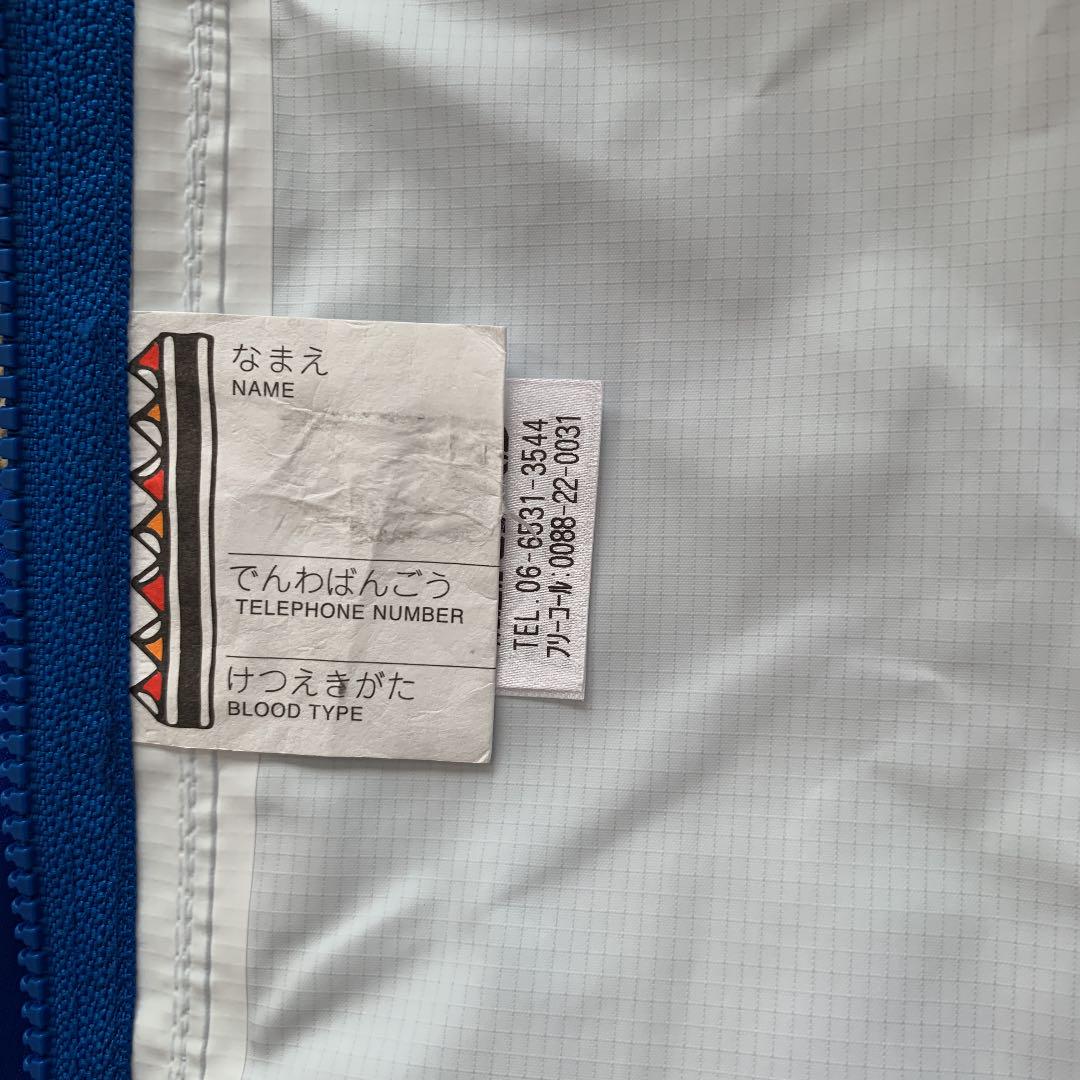 なまえ
NAME
でんわばんごう
TELEPHONE NUMBER
けつえきがた
BLOOD TYPE
TEL.06-6531-3544
フリーコール:0088-22-0031